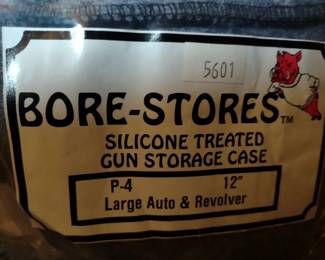 5601
BORE-STORES™
SILICONE TREATED
GUN STORAGE CASE
P-4 12"
Large Auto & Revolver